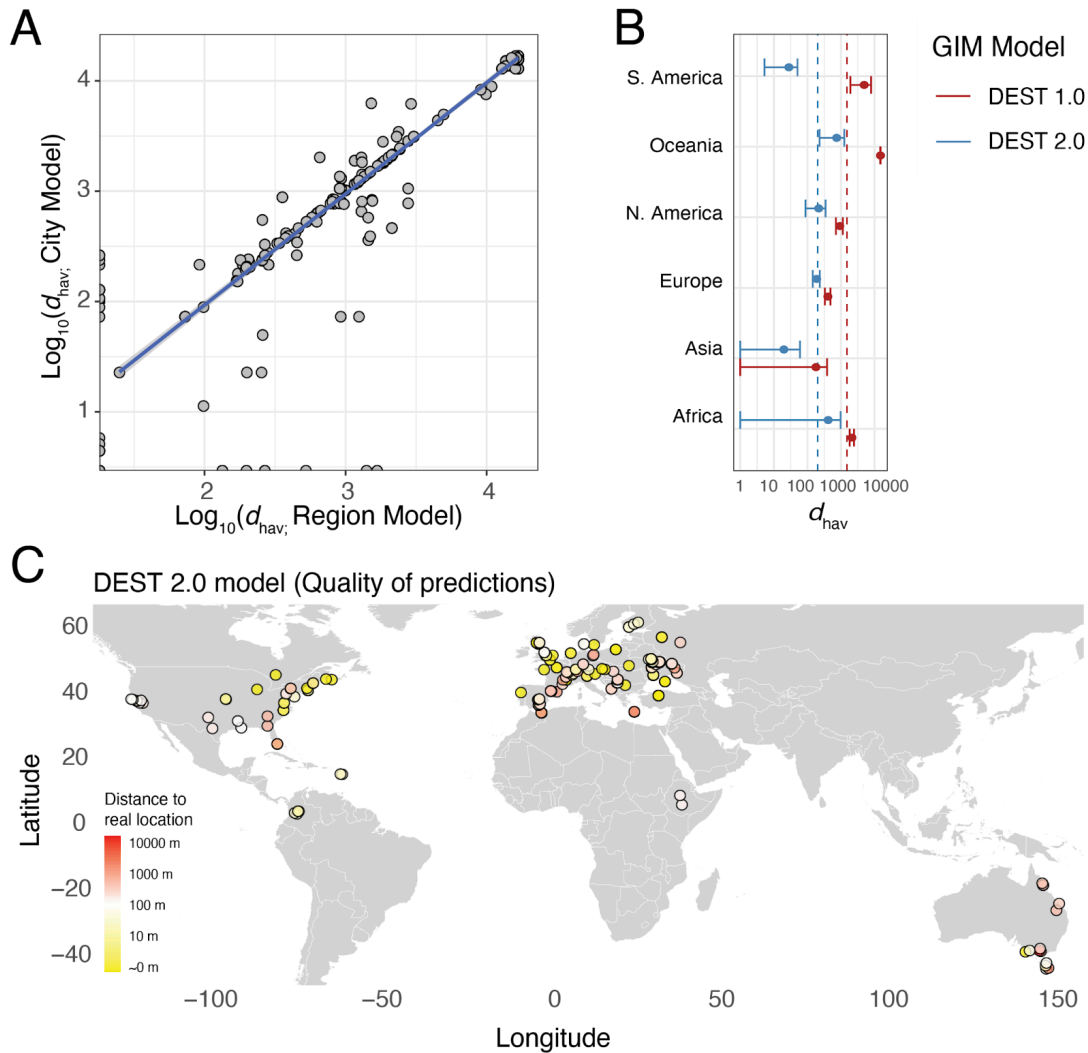 A
Log10(dhav; City Model)
4
3
2
1
2 3 4
Log10(dhav; Region Model)
B
S. America
Oceania
N. America
Europe
Asia
Africa
1 10 100 1000 10000
dhav
GIM Model
DEST 1.0
DEST 2.0
C
DEST 2.0 model (Quality of predictions)
Latitude
60
40
20
0
−20
−40
Distance to
real location
10000 m
1000 m
100 m
10 m
~0 m
−100 −50 0 50 100 150
Longitude